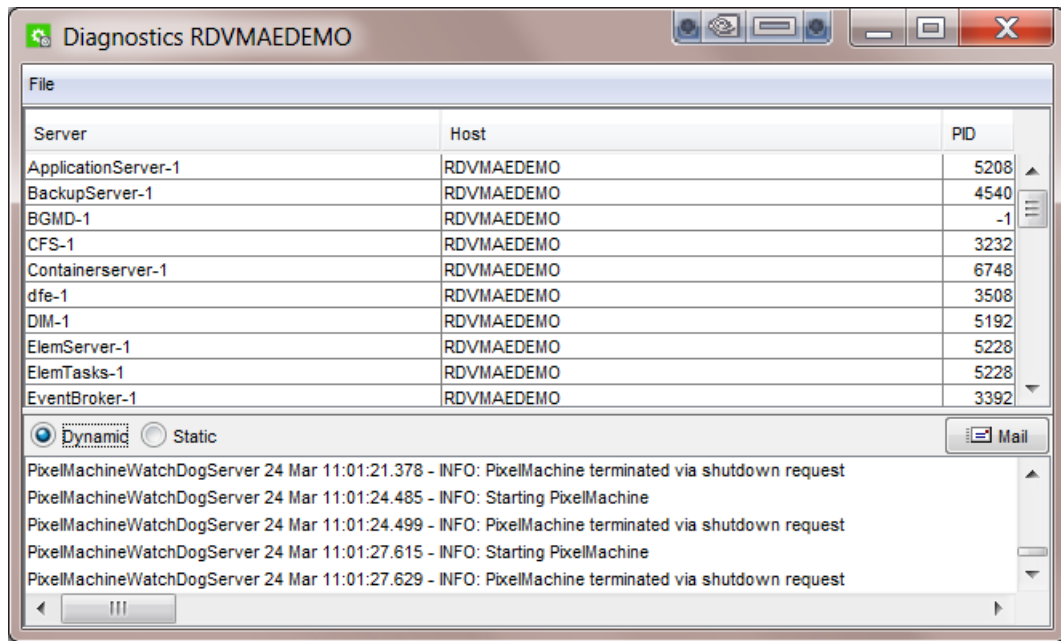 Diagnostics RDVMAEDEMO
File
Server Host PID
ApplicationServer-1 RDVMAEDEMO 5208
BackupServer-1 RDVMAEDEMO 4540
BGMD-1 RDVMAEDEMO -1
CFS-1 RDVMAEDEMO 3232
Containerserver-1 RDVMAEDEMO 6748
dfe-1 RDVMAEDEMO 3508
DIM-1 RDVMAEDEMO 5192
ElemServer-1 RDVMAEDEMO 5228
ElemTasks-1 RDVMAEDEMO 5228
EventBroker-1 RDVMAEDEMO 3392
Dynamic Static Mail
PixelMachineWatchDogServer 24 Mar 11:01:21.378 - INFO: PixelMachine terminated via shutdown request
PixelMachineWatchDogServer 24 Mar 11:01:24.485 - INFO: Starting PixelMachine
PixelMachineWatchDogServer 24 Mar 11:01:24.499 - INFO: PixelMachine terminated via shutdown request
PixelMachineWatchDogServer 24 Mar 11:01:27.615 - INFO: Starting PixelMachine
PixelMachineWatchDogServer 24 Mar 11:01:27.629 - INFO: PixelMachine terminated via shutdown request